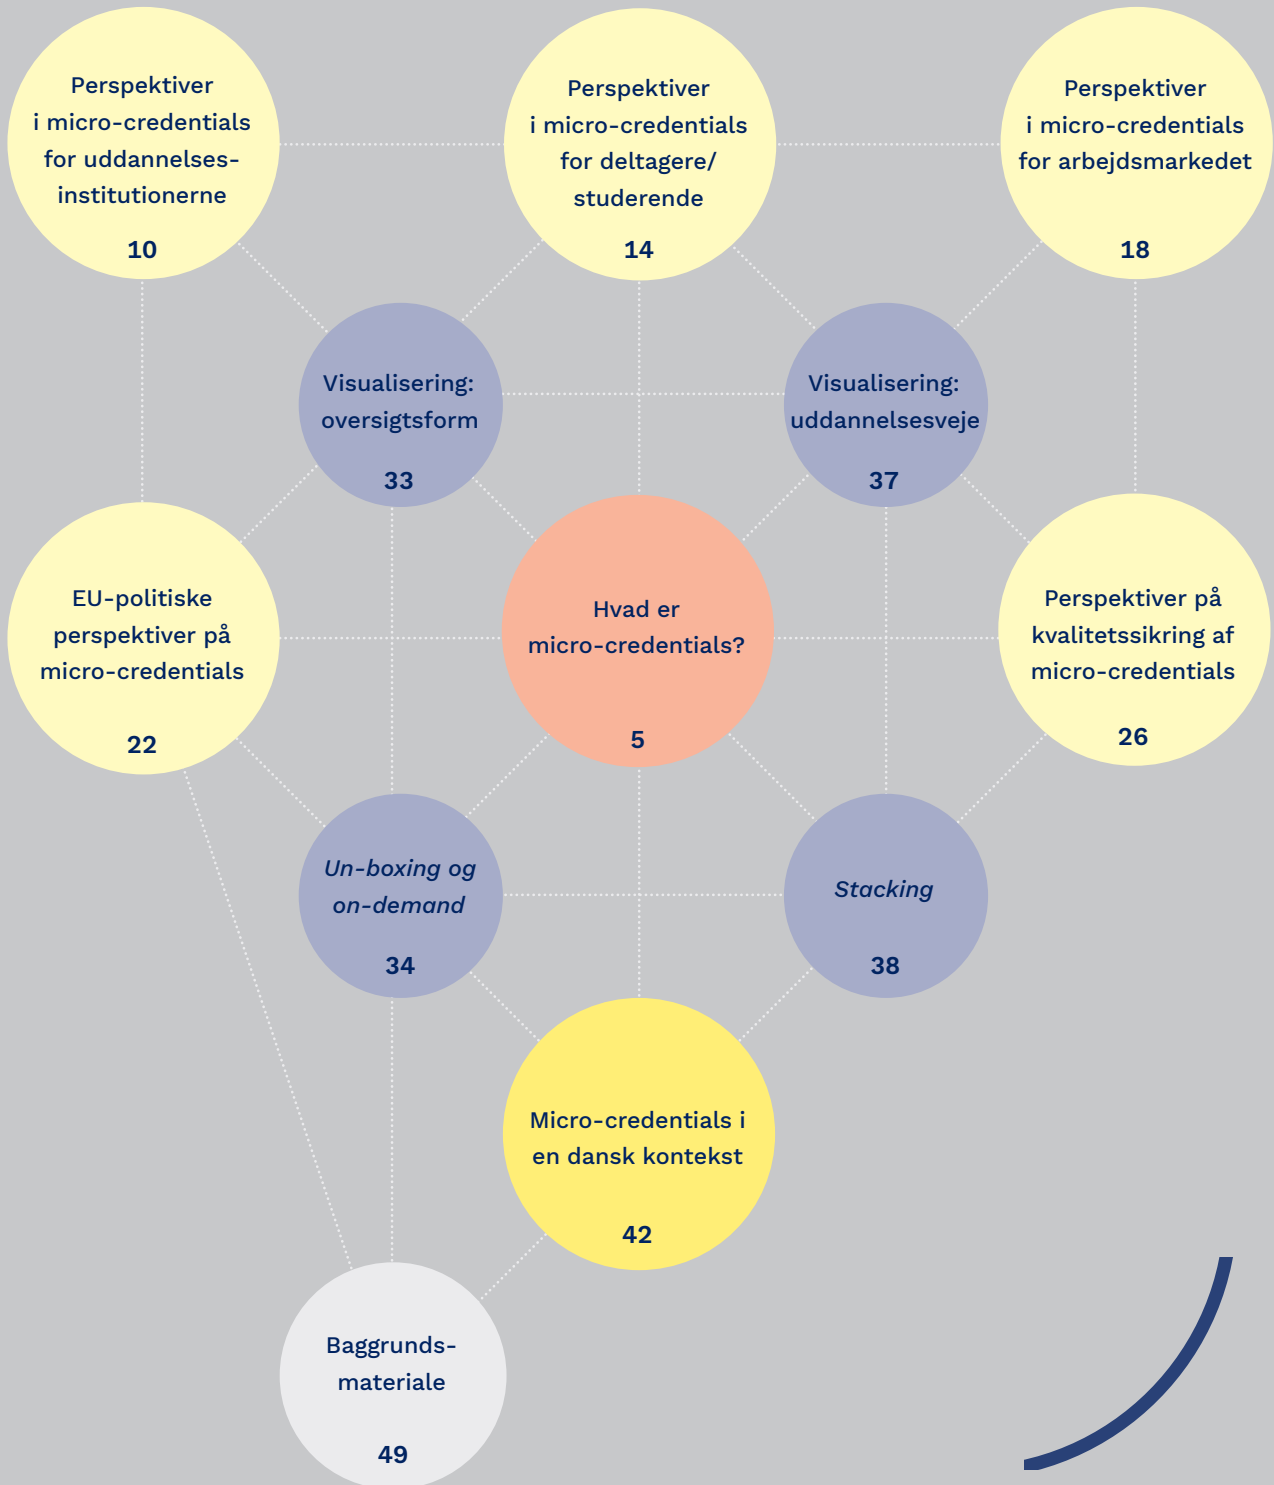 Perspektiver
i micro-credentials
for uddannelses-
institutionerne
10
Perspektiver
i micro-credentials
for deltagere/
studerende
14
Perspektiver
i micro-credentials
for arbejdsmarkedet
18
Visualisering:
oversigtsform
33
Visualisering:
uddannelsesveje
37
EU-politiske
perspektiver på
micro-credentials
22
Hvad er
micro-credentials?
5
Perspektiver på
kvalitetssikring af
micro-credentials
26
Un-boxing og
on-demand
34
Stacking
38
Micro-credentials i
en dansk kontekst
42
Baggrunds-
materiale
49